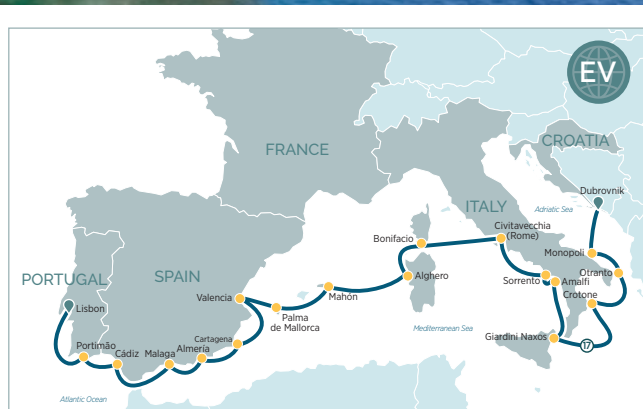 EV
FRANCE
CROATIA
Dubrovnik
ITALY
Adriatic Sea
Civitavecchia
(Rome)
Bonifacio
Monopoli
PORTUGAL
SPAIN
Alghero
Sorrento
Amalfi
Otranto
Crotone
Valencia
Mahón
Lisbon
Palma
de Mallorca
Mediterranean Sea
Giardini Naxos
17
Cartagena
Portimão
Cádiz
Malaga
Almería
Atlantic Ocean